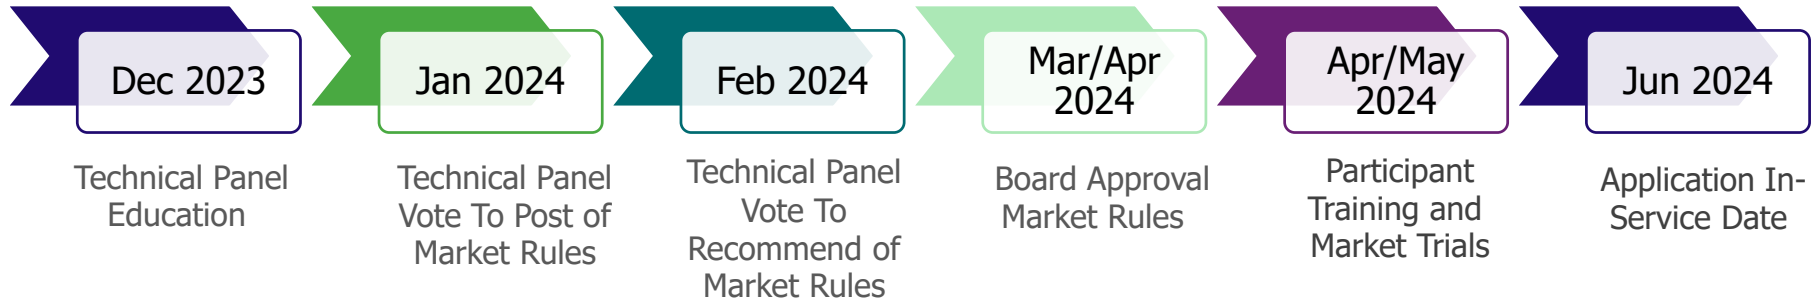 Dec 2023
Technical Panel
Education
Jan 2024
Technical Panel
Vote To Post of
Market Rules
Feb 2024
Technical Panel
Vote To
Recommend of
Market Rules
Mar/Apr
2024
Board Approval
Market Rules
Apr/May
2024
Participant
Training and
Market Trials
Jun 2024
Application In-
Service Date